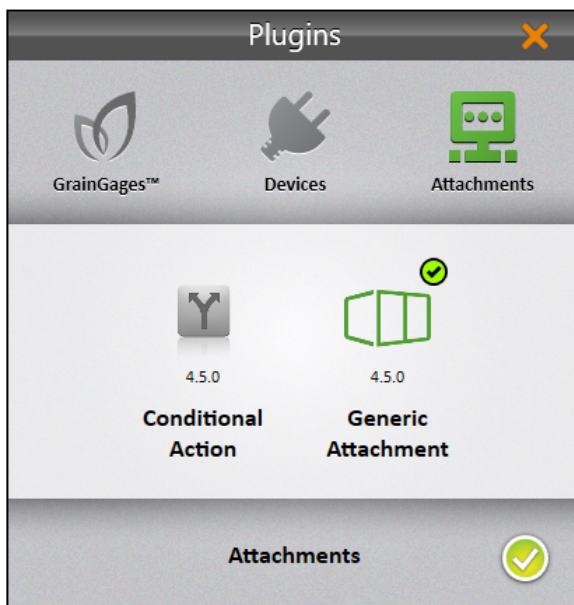 Plugins
GrainGages™
Devices
Attachments
4.5.0
4.5.0
Conditional
Action
Generic
Attachment
Attachments